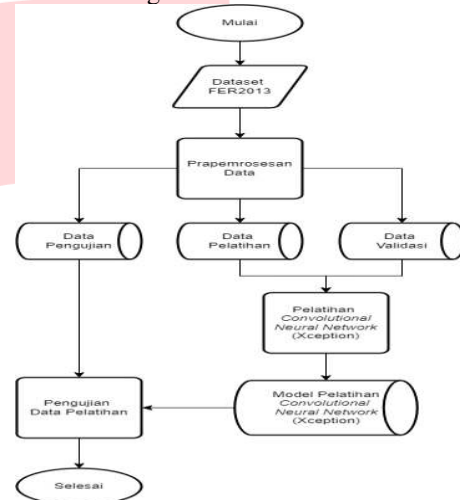 Mulai
Dataset
FER2013
Prapemrosesan
Data
Data
Pengujian
Data
Pelatihan
Data
Validasi
Pelatihan
Convolutional
Neural Network
(Xception)
Pengujian
Data Pelatihan
Model Pelatihan
Convolutional
Neural Network
(Xception)
Selesai